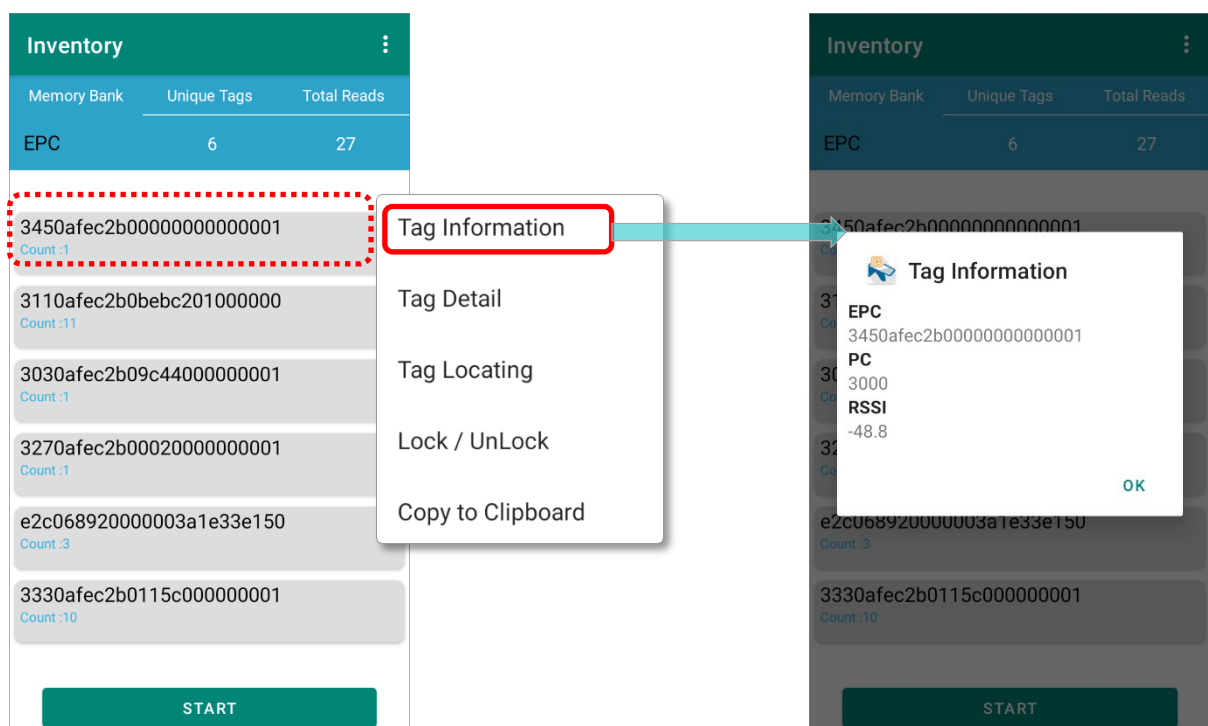 Inventory
Memory Bank Unique Tags Total Reads
EPC 6 27
3450afec2b00000000000001
Count :1
3110afec2b0bebc201000000
Count :11
3030afec2b09c44000000001
Count :1
3270afec2b00020000000001
Count :1
e2c068920000003a1e33e150
Count :3
3330afec2b0115c000000001
Count :10
START
Tag Information
Tag Detail
Tag Locating
Lock / UnLock
Copy to Clipboard
Inventory
Memory Bank Unique Tags Total Reads
EPC 6 27
3450afec2b00000000000001
Tag Information
EPC
3450afec2b00000000000001
PC
3000
RSSI
-48.8
OK
e2c068920000003a1e33e150
Count :3
3330afec2b0115c000000001
Count :10
START